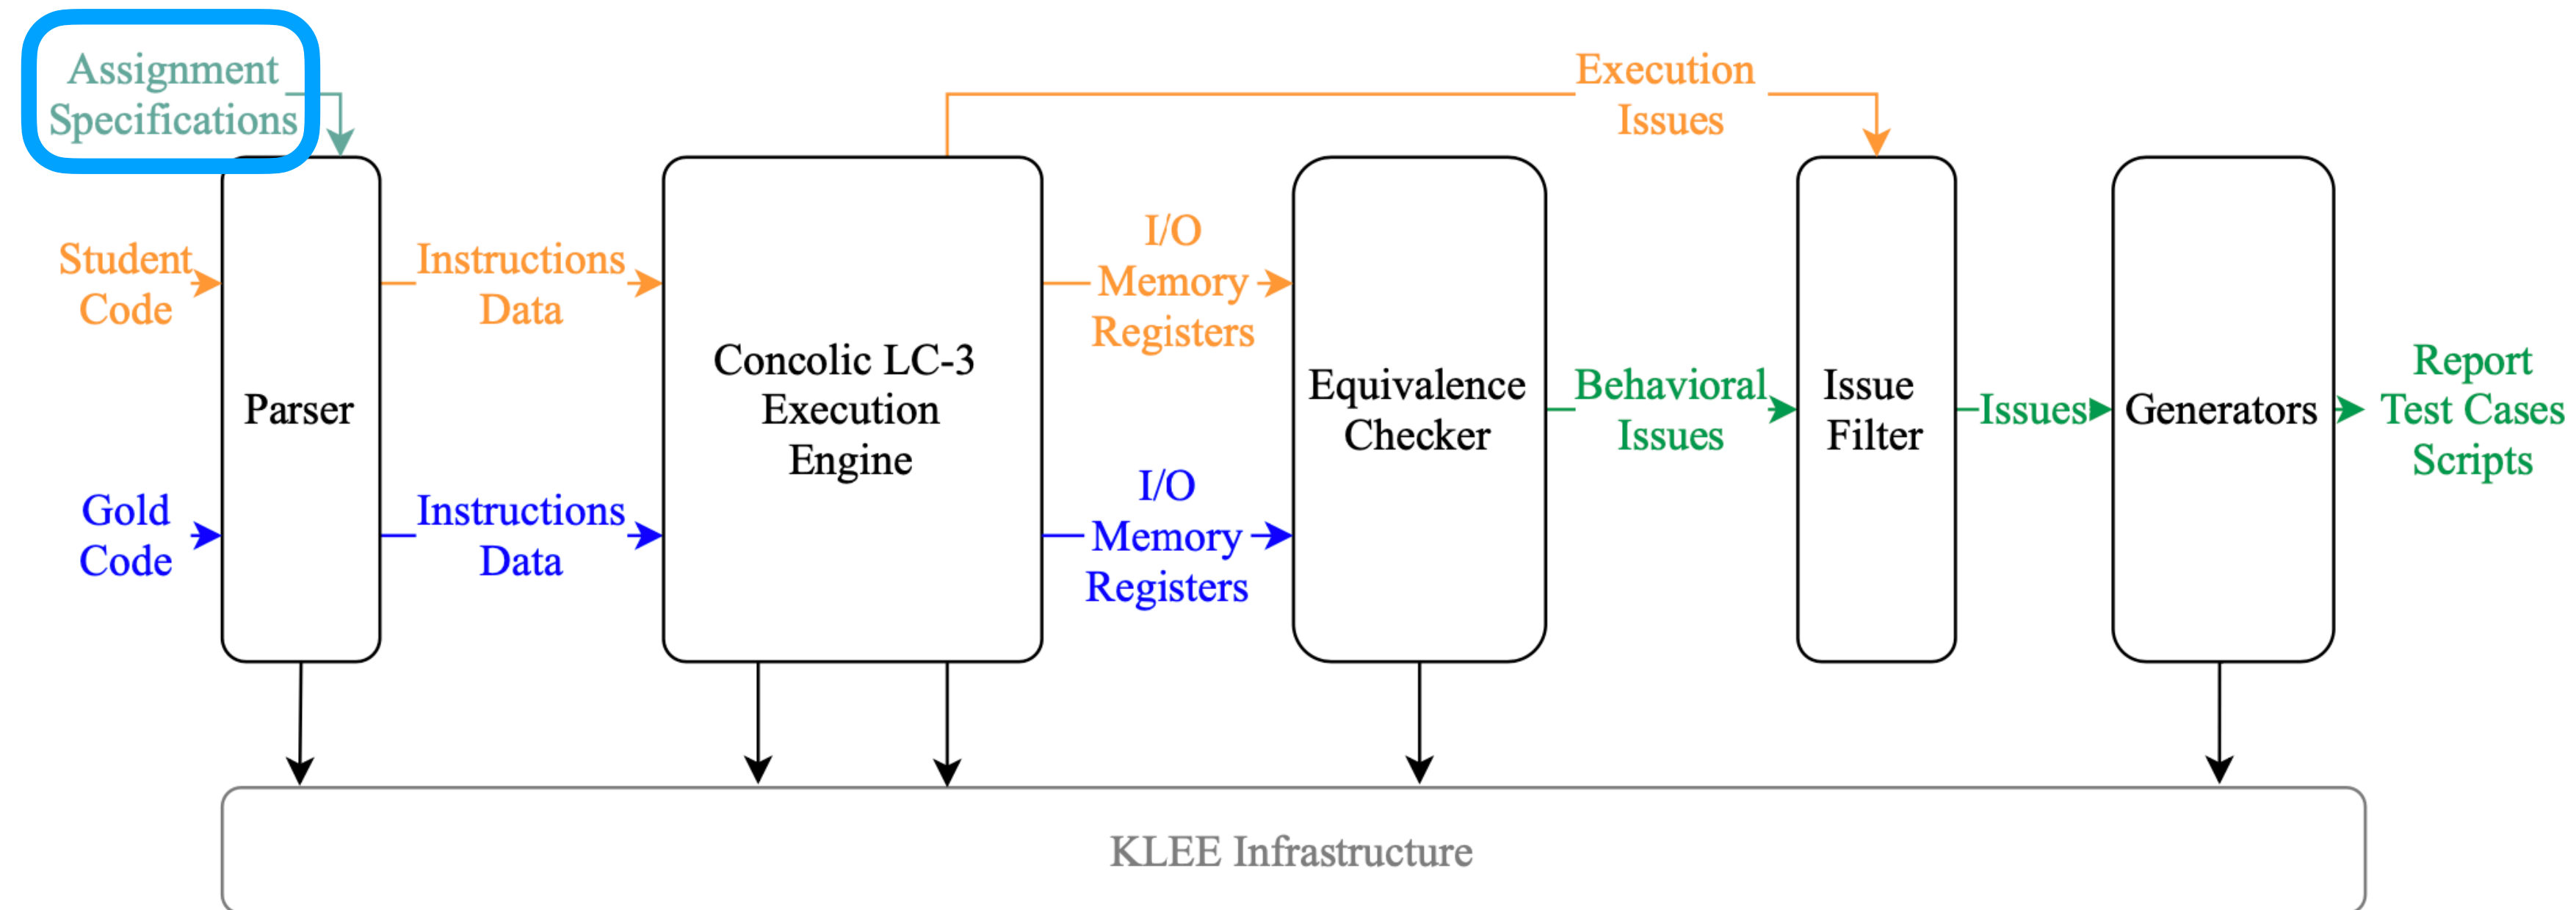 Assignment
Specifications
Execution
Issues
Student
Code
Instructions
Data
I/O
Memory
Registers
Parser
Concolic LC-3
Execution
Engine
Equivalence
Checker
Behavioral
Issues
Issue
Filter
Issues
Generators
Report
Test Cases
Scripts
Gold
Code
Instructions
Data
I/O
Memory
Registers
KLEE Infrastructure